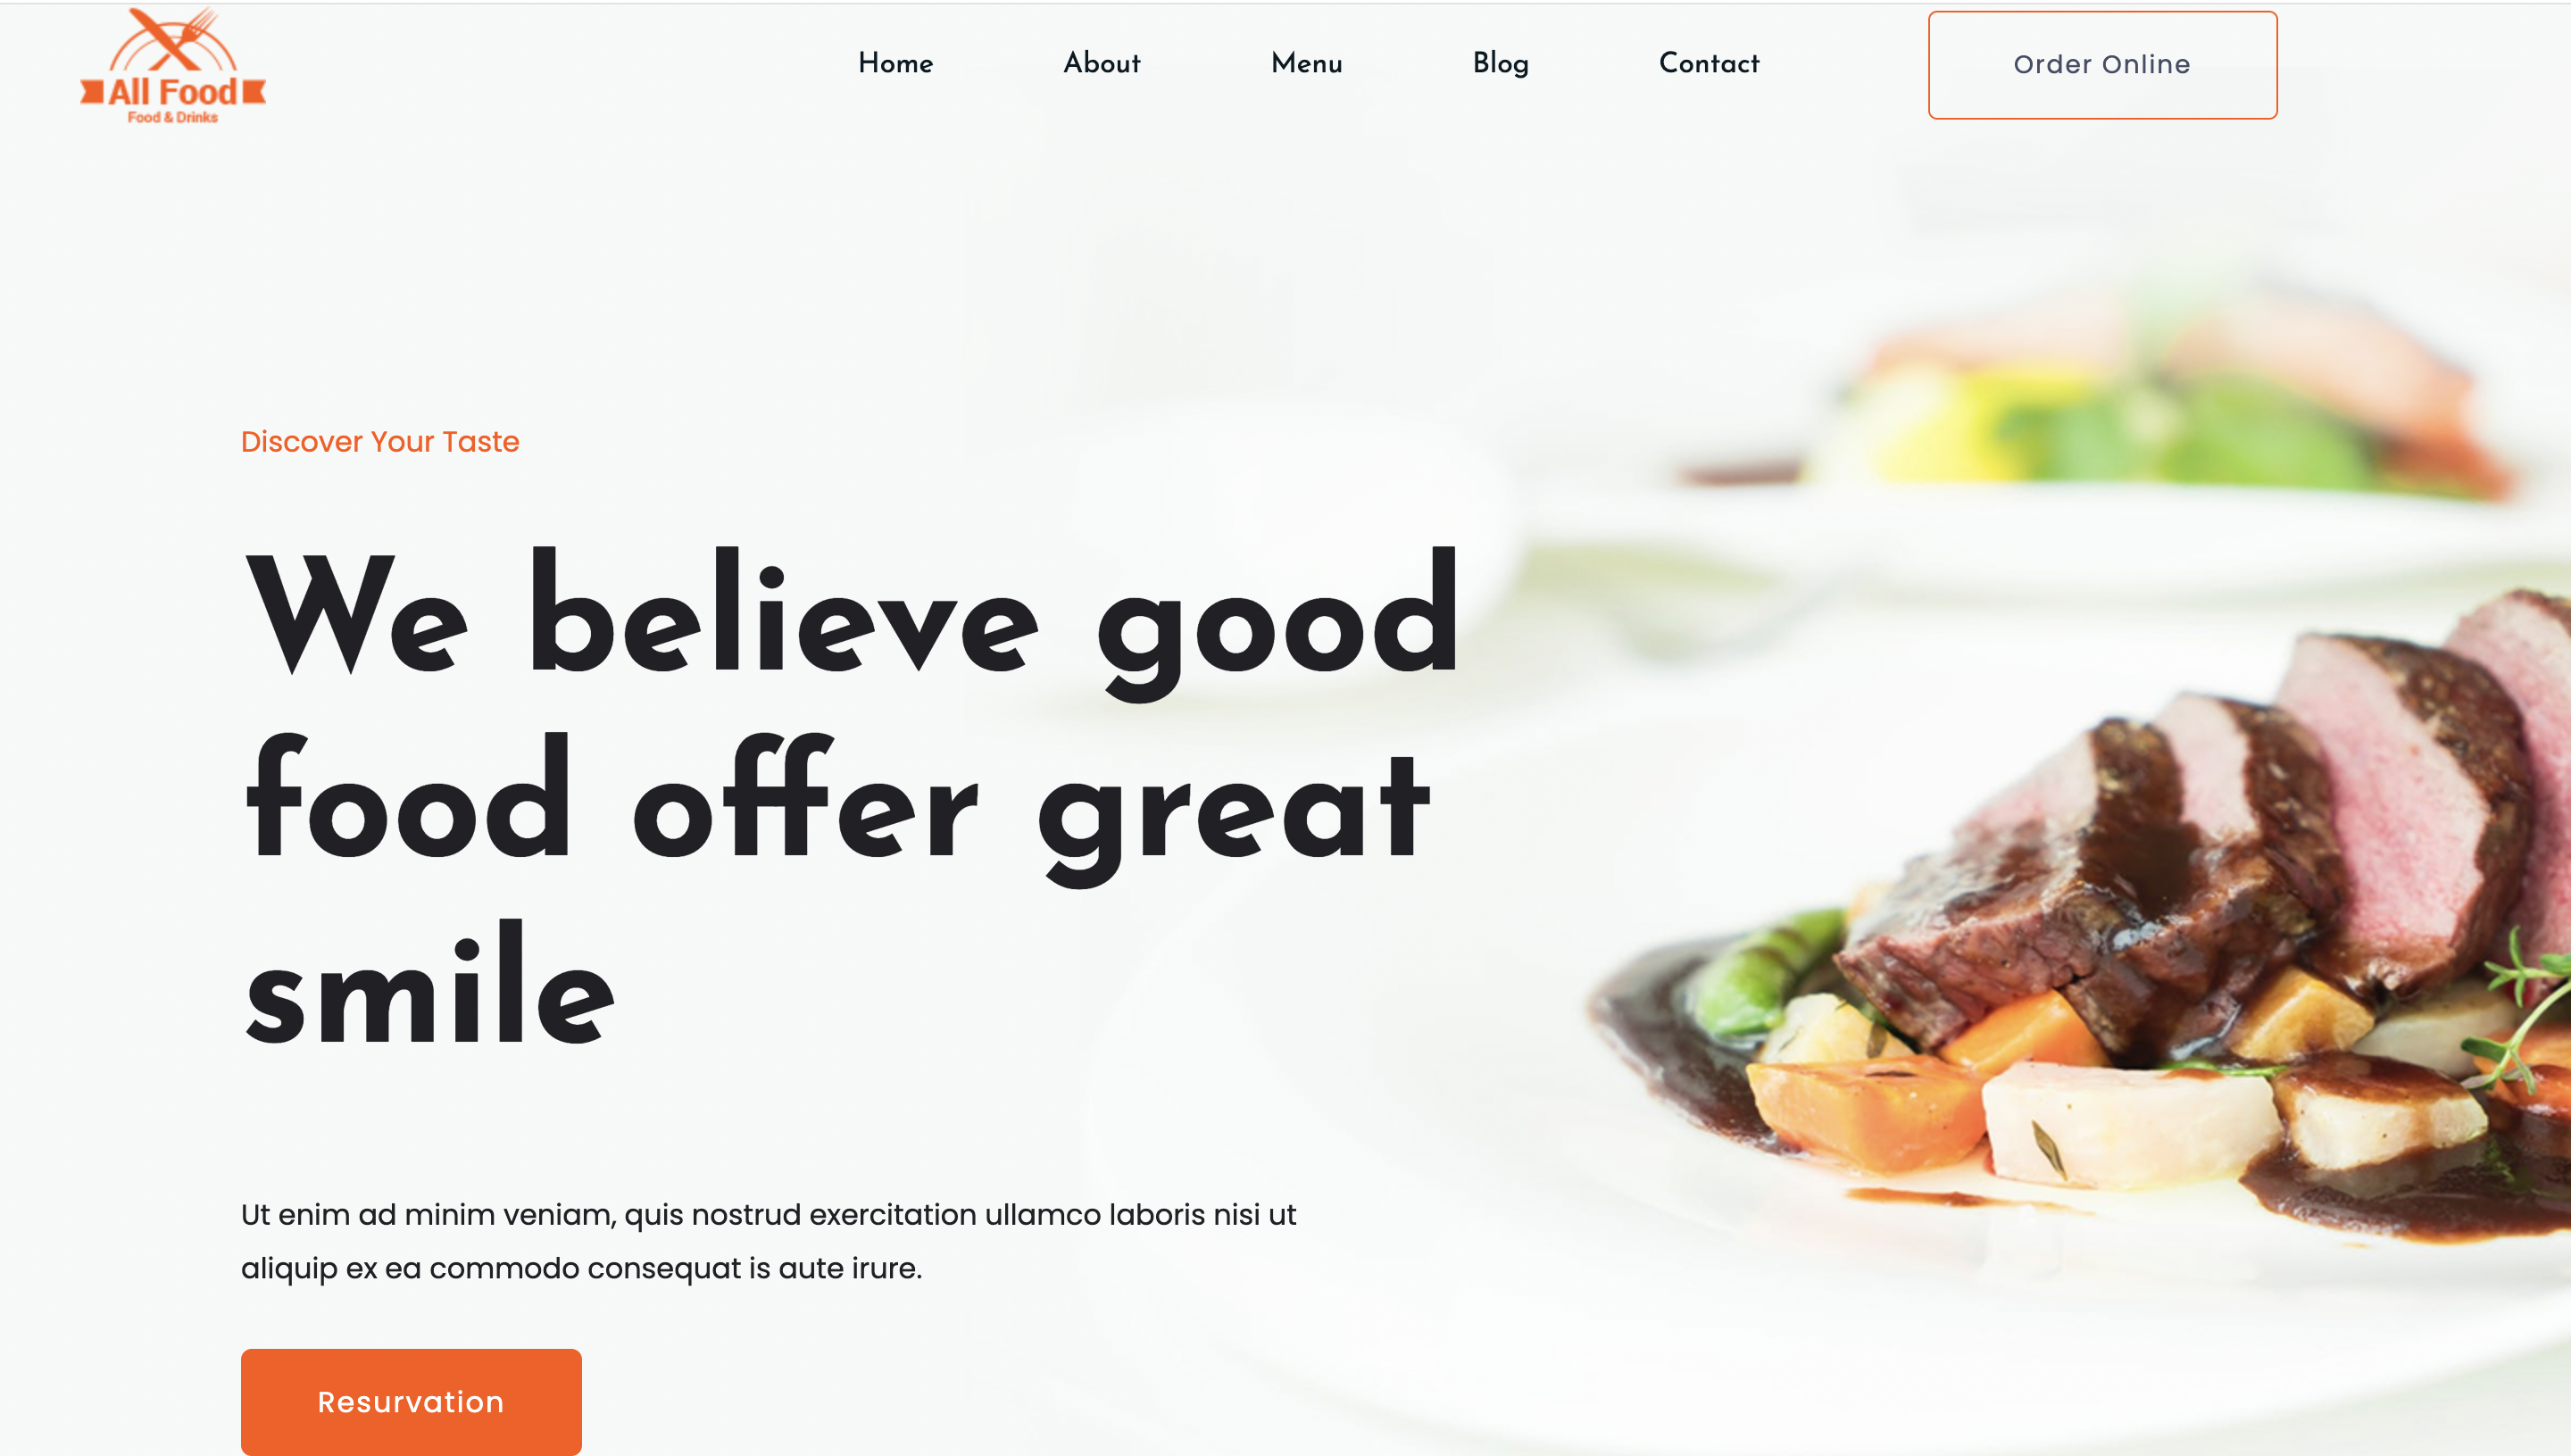 All Food
Food & Drinks
Home About Menu Blog Contact Order Online
Discover Your Taste
We believe good
food offer great
smile
Ut enim ad minim veniam, quis nostrud exercitation ullamco laboris nisi ut
aliquip ex ea commodo consequat is aute irure.
Resurvation